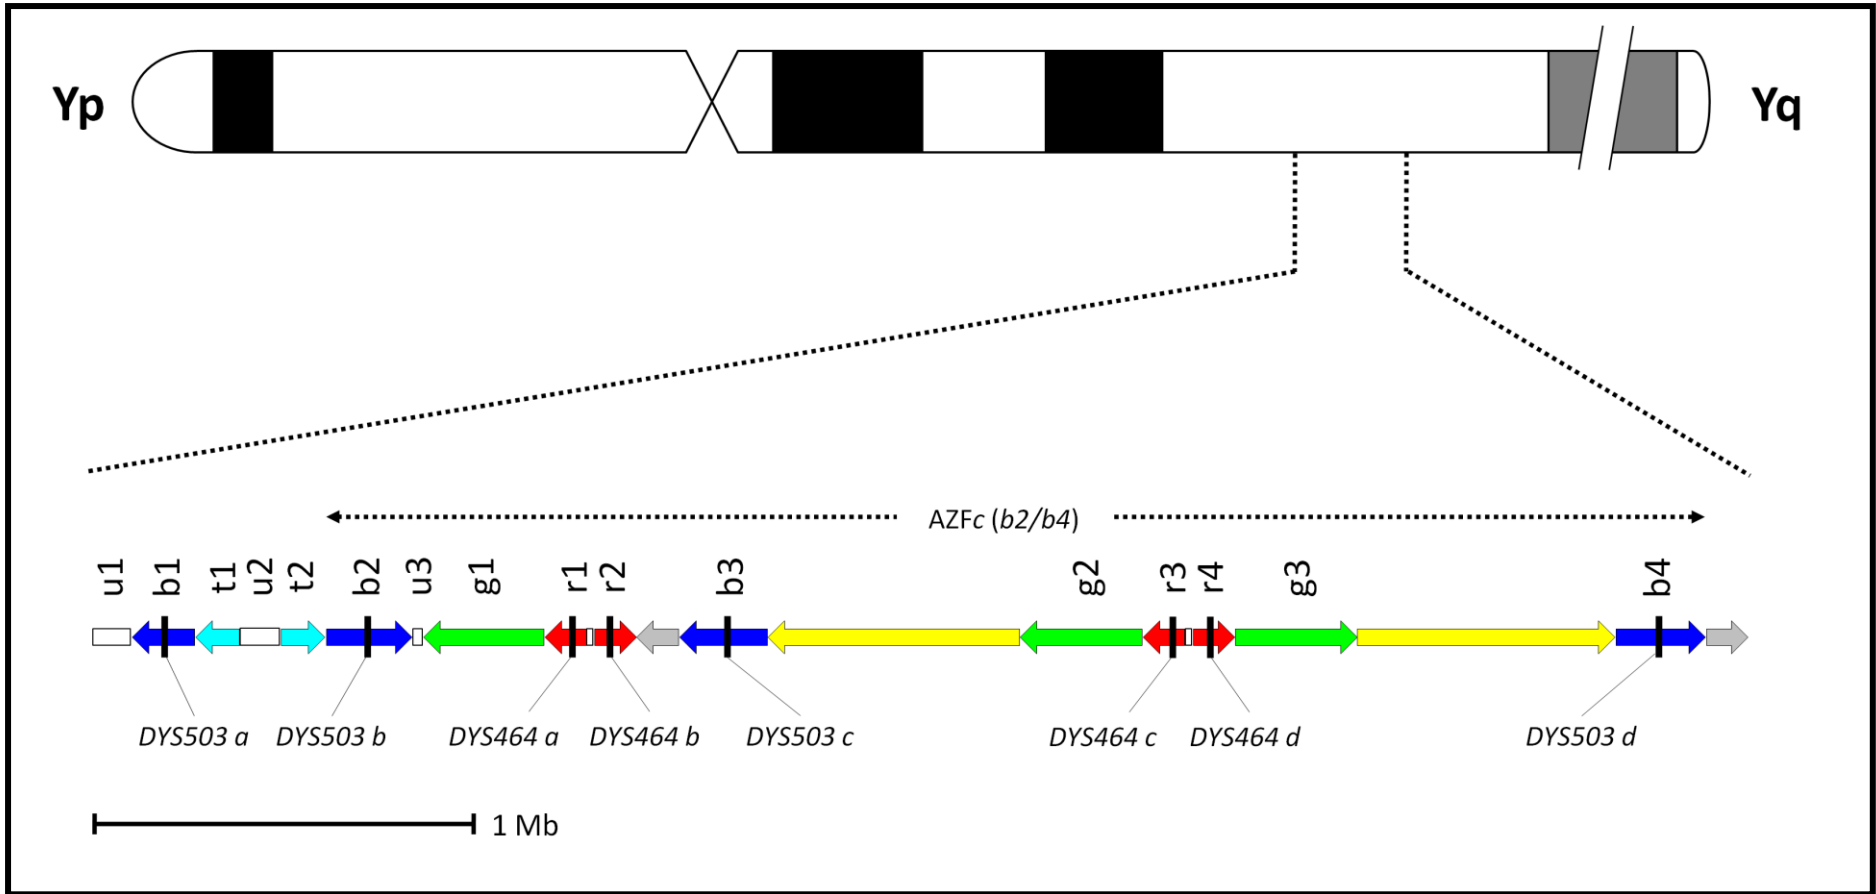 Yp
Yq
AZFc (b2/b4)
u1 b1 t1 u2 t2 b2 u3 g1 r1 r2 b3 g2 r3 r4 g3 b4
DYS503 a DYS503 b DYS464 a DYS464 b DYS503 c DYS464 c DYS464 d DYS503 d
1 Mb